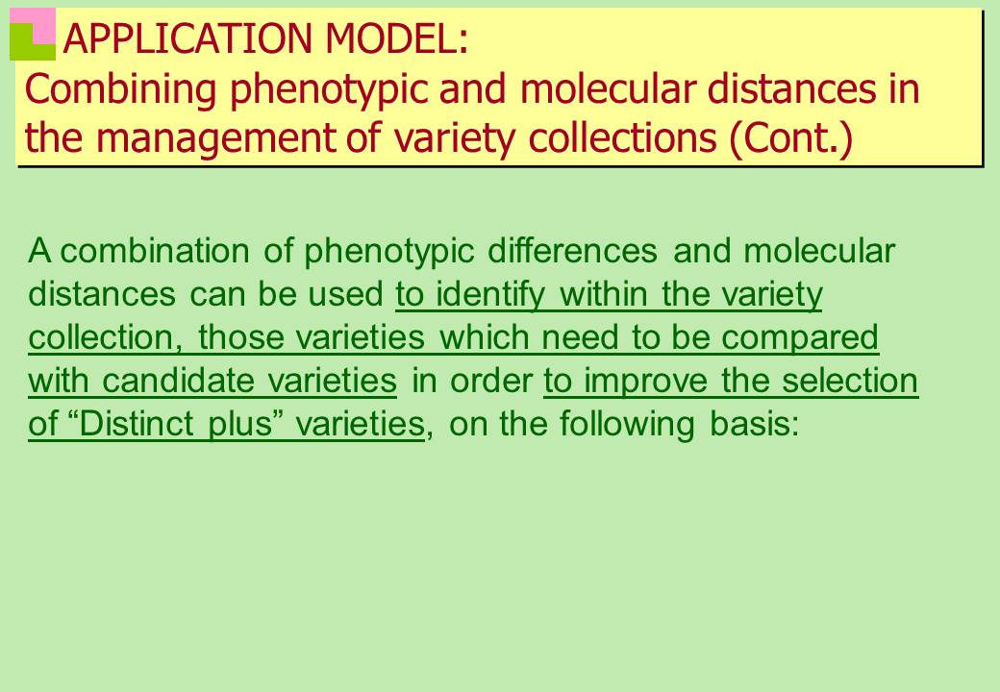 APPLICATION MODEL:
Combining phenotypic and molecular distances in
the management of variety collections (Cont.)
A combination of phenotypic differences and molecular
distances can be used to identify within the variety
collection, those varieties which need to be compared
with candidate varieties in order to improve the selection
of “Distinct plus” varieties, on the following basis: